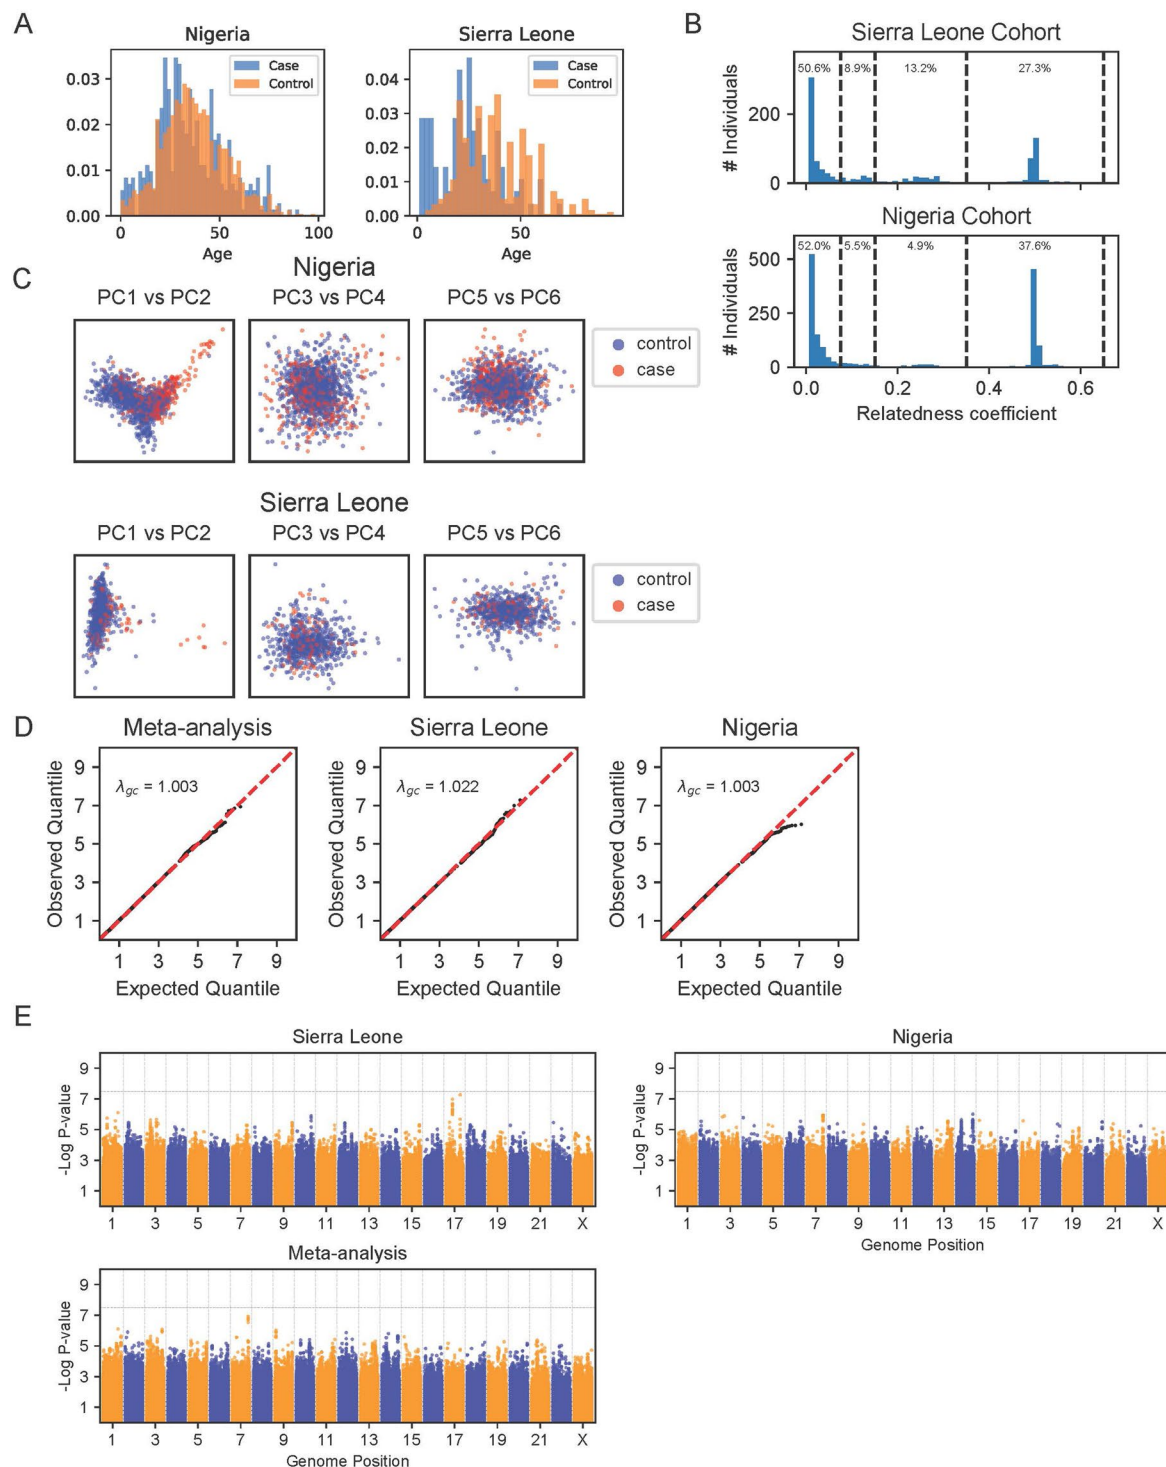 A
Nigeria
Case
Control
0.03
0.02
0.01
0.00
0
50
100
Age
Sierra Leone
Case
Control
0.04
0.03
0.02
0.01
0.00
0
50
Age
B
Sierra Leone Cohort
50.6%
8.9%
13.2%
27.3%
# Individuals
200
0
Nigeria Cohort
52.0%
5.5%
4.9%
37.6%
# Individuals
500
250
0
0.0
0.2
0.4
0.6
Relatedness coefficient
C
Nigeria
PC1 vs PC2
PC3 vs PC4
PC5 vs PC6
control
case
Sierra Leone
PC1 vs PC2
PC3 vs PC4
PC5 vs PC6
control
case
D
Meta-analysis
λgc = 1.003
Observed Quantile
9
7
5
3
1
1 3 5 7 9
Expected Quantile
Sierra Leone
λgc = 1.022
Observed Quantile
9
7
5
3
1
1 3 5 7 9
Expected Quantile
Nigeria
λgc = 1.003
Observed Quantile
9
7
5
3
1
1 3 5 7 9
Expected Quantile
E
Sierra Leone
-Log P-value
9
7
5
3
1
1 3 5 7 9 11 13 15 17 19 21 X
Nigeria
-Log P-value
9
7
5
3
1
1 3 5 7 9 11 13 15 17 19 21 X
Genome Position
Meta-analysis
-Log P-value
9
7
5
3
1
1 3 5 7 9 11 13 15 17 19 21 X
Genome Position